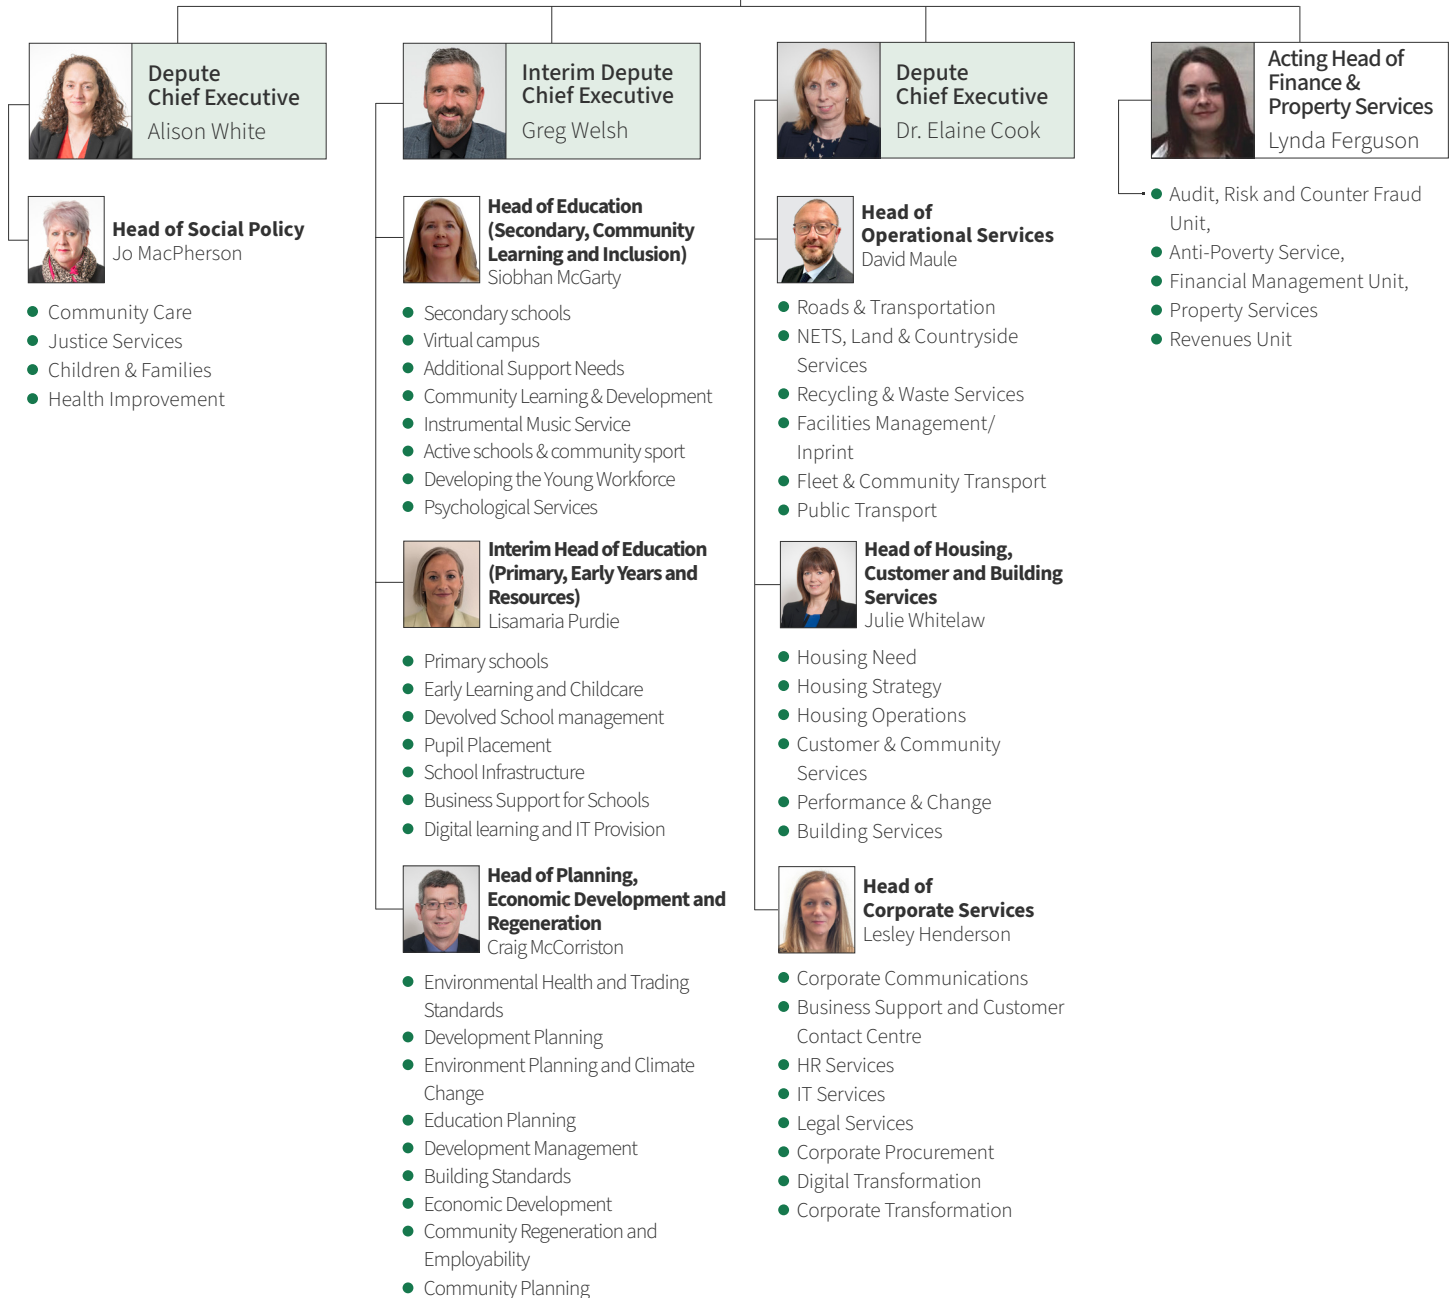 Depute
Chief Executive
Alison White
Head of Social Policy
Jo MacPherson
Community Care
Justice Services
Children & Families
Health Improvement
Interim Depute
Chief Executive
Greg Welsh
Head of Education
(Secondary, Community
Learning and Inclusion)
Siobhan McGarty
Secondary schools
Virtual campus
Additional Support Needs
Community Learning & Development
Instrumental Music Service
Active schools & community sport
Developing the Young Workforce
Psychological Services
Interim Head of Education
(Primary, Early Years and
Resources)
Lisamaria Purdie
Primary schools
Early Learning and Childcare
Devolved School management
Pupil Placement
School Infrastructure
Business Support for Schools
Digital learning and IT Provision
Head of Planning,
Economic Development and
Regeneration
Craig McCorriston
Environmental Health and Trading
Standards
Development Planning
Environment Planning and Climate
Change
Education Planning
Development Management
Building Standards
Economic Development
Community Regeneration and
Employability
Community Planning
Depute
Chief Executive
Dr. Elaine Cook
Head of
Operational Services
David Maule
Roads & Transportation
NETS, Land & Countryside
Services
Recycling & Waste Services
Facilities Management/
Inprint
Fleet & Community Transport
Public Transport
Head of Housing,
Customer and Building
Services
Julie Whitelaw
Housing Need
Housing Strategy
Housing Operations
Customer & Community
Services
Performance & Change
Building Services
Head of
Corporate Services
Lesley Henderson
Corporate Communications
Business Support and Customer
Contact Centre
HR Services
IT Services
Legal Services
Corporate Procurement
Digital Transformation
Corporate Transformation
Acting Head of
Finance &
Property Services
Lynda Ferguson
Audit, Risk and Counter Fraud
Unit,
Anti-Poverty Service,
Financial Management Unit,
Property Services
Revenues Unit